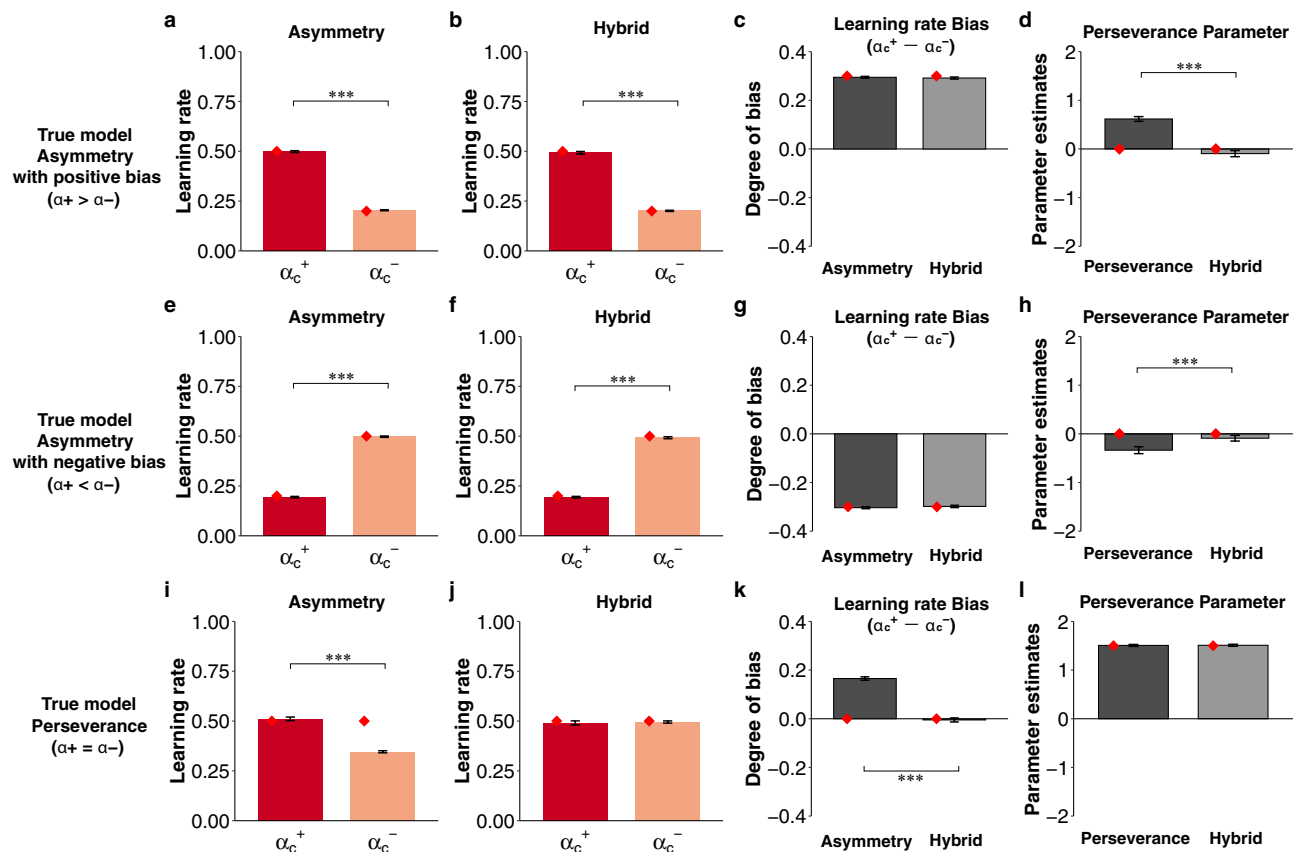 a
Asymmetry
Learning rate
1.00
0.75
0.50
0.25
0.00
***
αc+
αc−
b
Hybrid
Learning rate
1.00
0.75
0.50
0.25
0.00
***
αc+
αc−
c
Learning rate Bias
(αc+ — αc−)
Degree of bias
0.4
0.2
0.0
−0.2
−0.4
Asymmetry Hybrid
d
Perseverance Parameter
Parameter estimates
2
1
0
−1
−2
***
Perseverance Hybrid
True model
Asymmetry
with positive bias
(α+ > α−)
e
Asymmetry
Learning rate
1.00
0.75
0.50
0.25
0.00
***
αc+
αc−
f
Hybrid
Learning rate
1.00
0.75
0.50
0.25
0.00
***
αc+
αc−
g
Learning rate Bias
(αc+ — αc−)
Degree of bias
0.4
0.2
0.0
−0.2
−0.4
Asymmetry Hybrid
h
Perseverance Parameter
Parameter estimates
2
1
0
−1
−2
***
Perseverance Hybrid
True model
Asymmetry
with negative bias
(α+ < α−)
i
Asymmetry
Learning rate
1.00
0.75
0.50
0.25
0.00
***
αc+
αc−
j
Hybrid
Learning rate
1.00
0.75
0.50
0.25
0.00
αc+
αc−
k
Learning rate Bias
(αc+ — αc−)
Degree of bias
0.4
0.2
0.0
−0.2
−0.4
***
Asymmetry Hybrid
l
Perseverance Parameter
Parameter estimates
2
1
0
−1
−2
Perseverance Hybrid
True model
Perseverance
(α+ = α−)